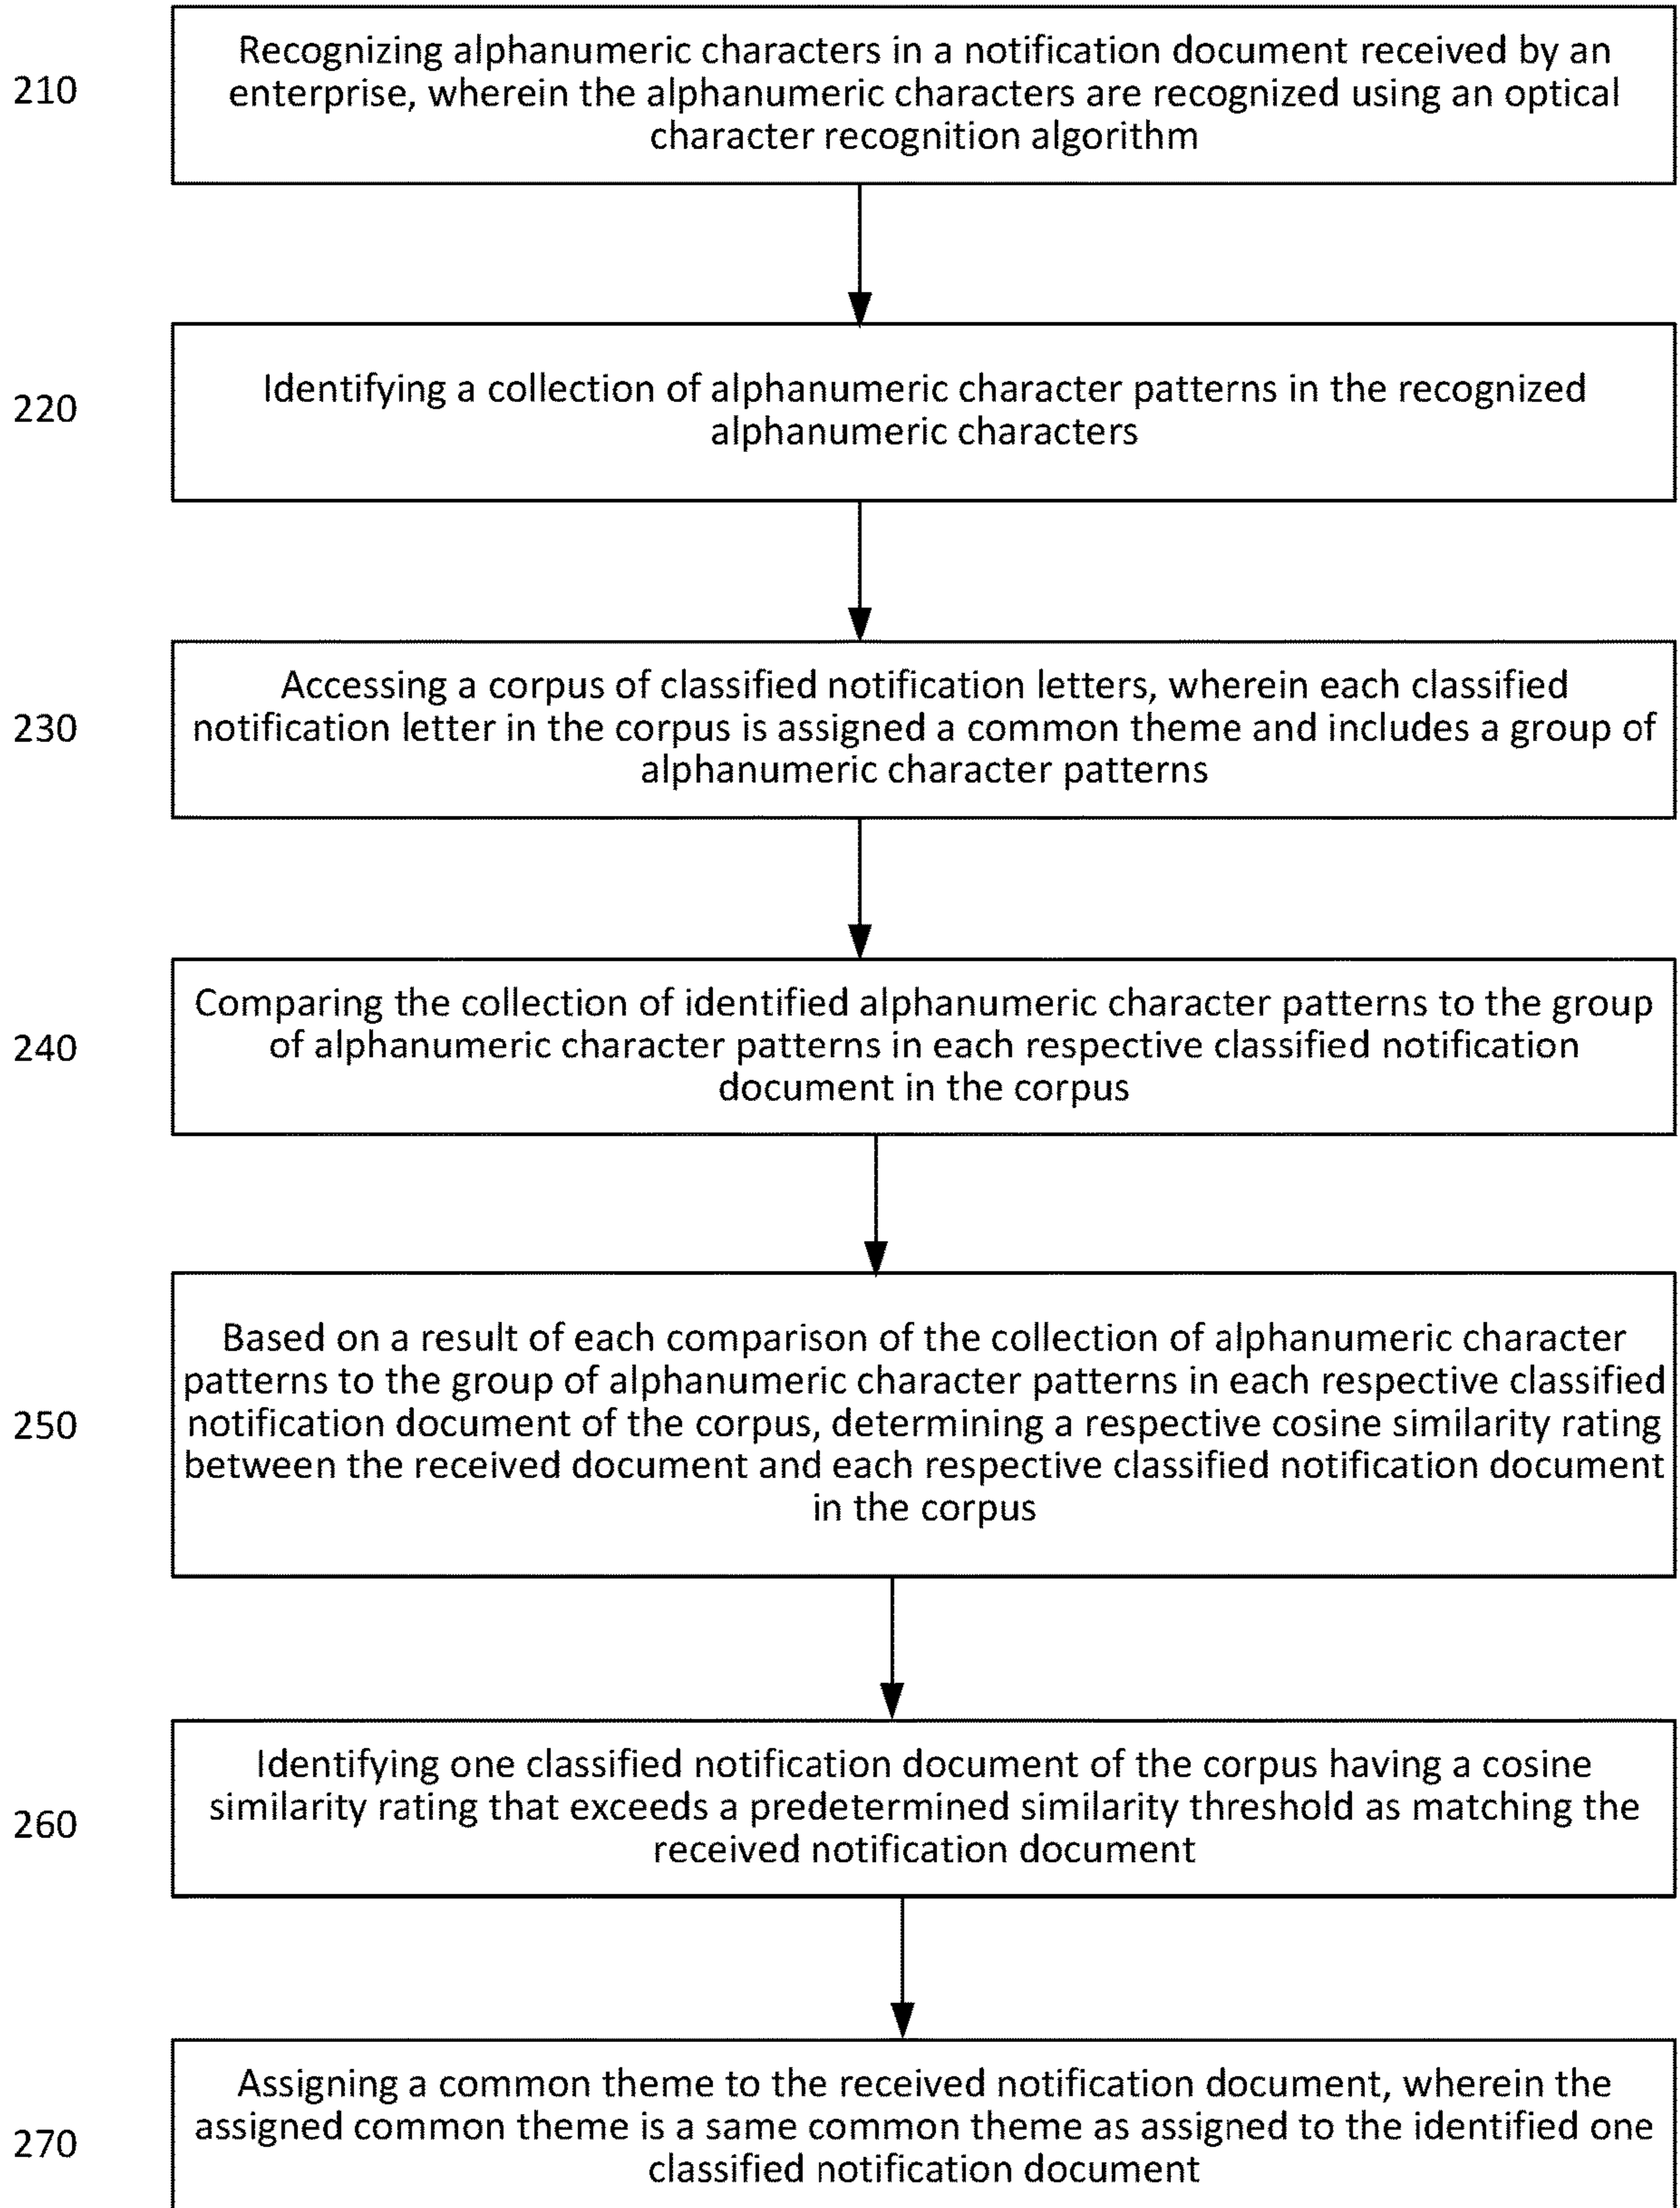 210
Recognizing alphanumeric characters in a notification document received by an
enterprise, wherein the alphanumeric characters are recognized using an optical
character recognition algorithm
220
Identifying a collection of alphanumeric character patterns in the recognized
alphanumeric characters
230
Accessing a corpus of classified notification letters, wherein each classified
notification letter in the corpus is assigned a common theme and includes a group of
alphanumeric character patterns
240
Comparing the collection of identified alphanumeric character patterns to the group
of alphanumeric character patterns in each respective classified notification
document in the corpus
250
Based on a result of each comparison of the collection of alphanumeric character
patterns to the group of alphanumeric character patterns in each respective classified
notification document of the corpus, determining a respective cosine similarity rating
between the received document and each respective classified notification document
in the corpus
260
Identifying one classified notification document of the corpus having a cosine
similarity rating that exceeds a predetermined similarity threshold as matching the
received notification document
270
Assigning a common theme to the received notification document, wherein the
assigned common theme is a same common theme as assigned to the identified one
classified notification document